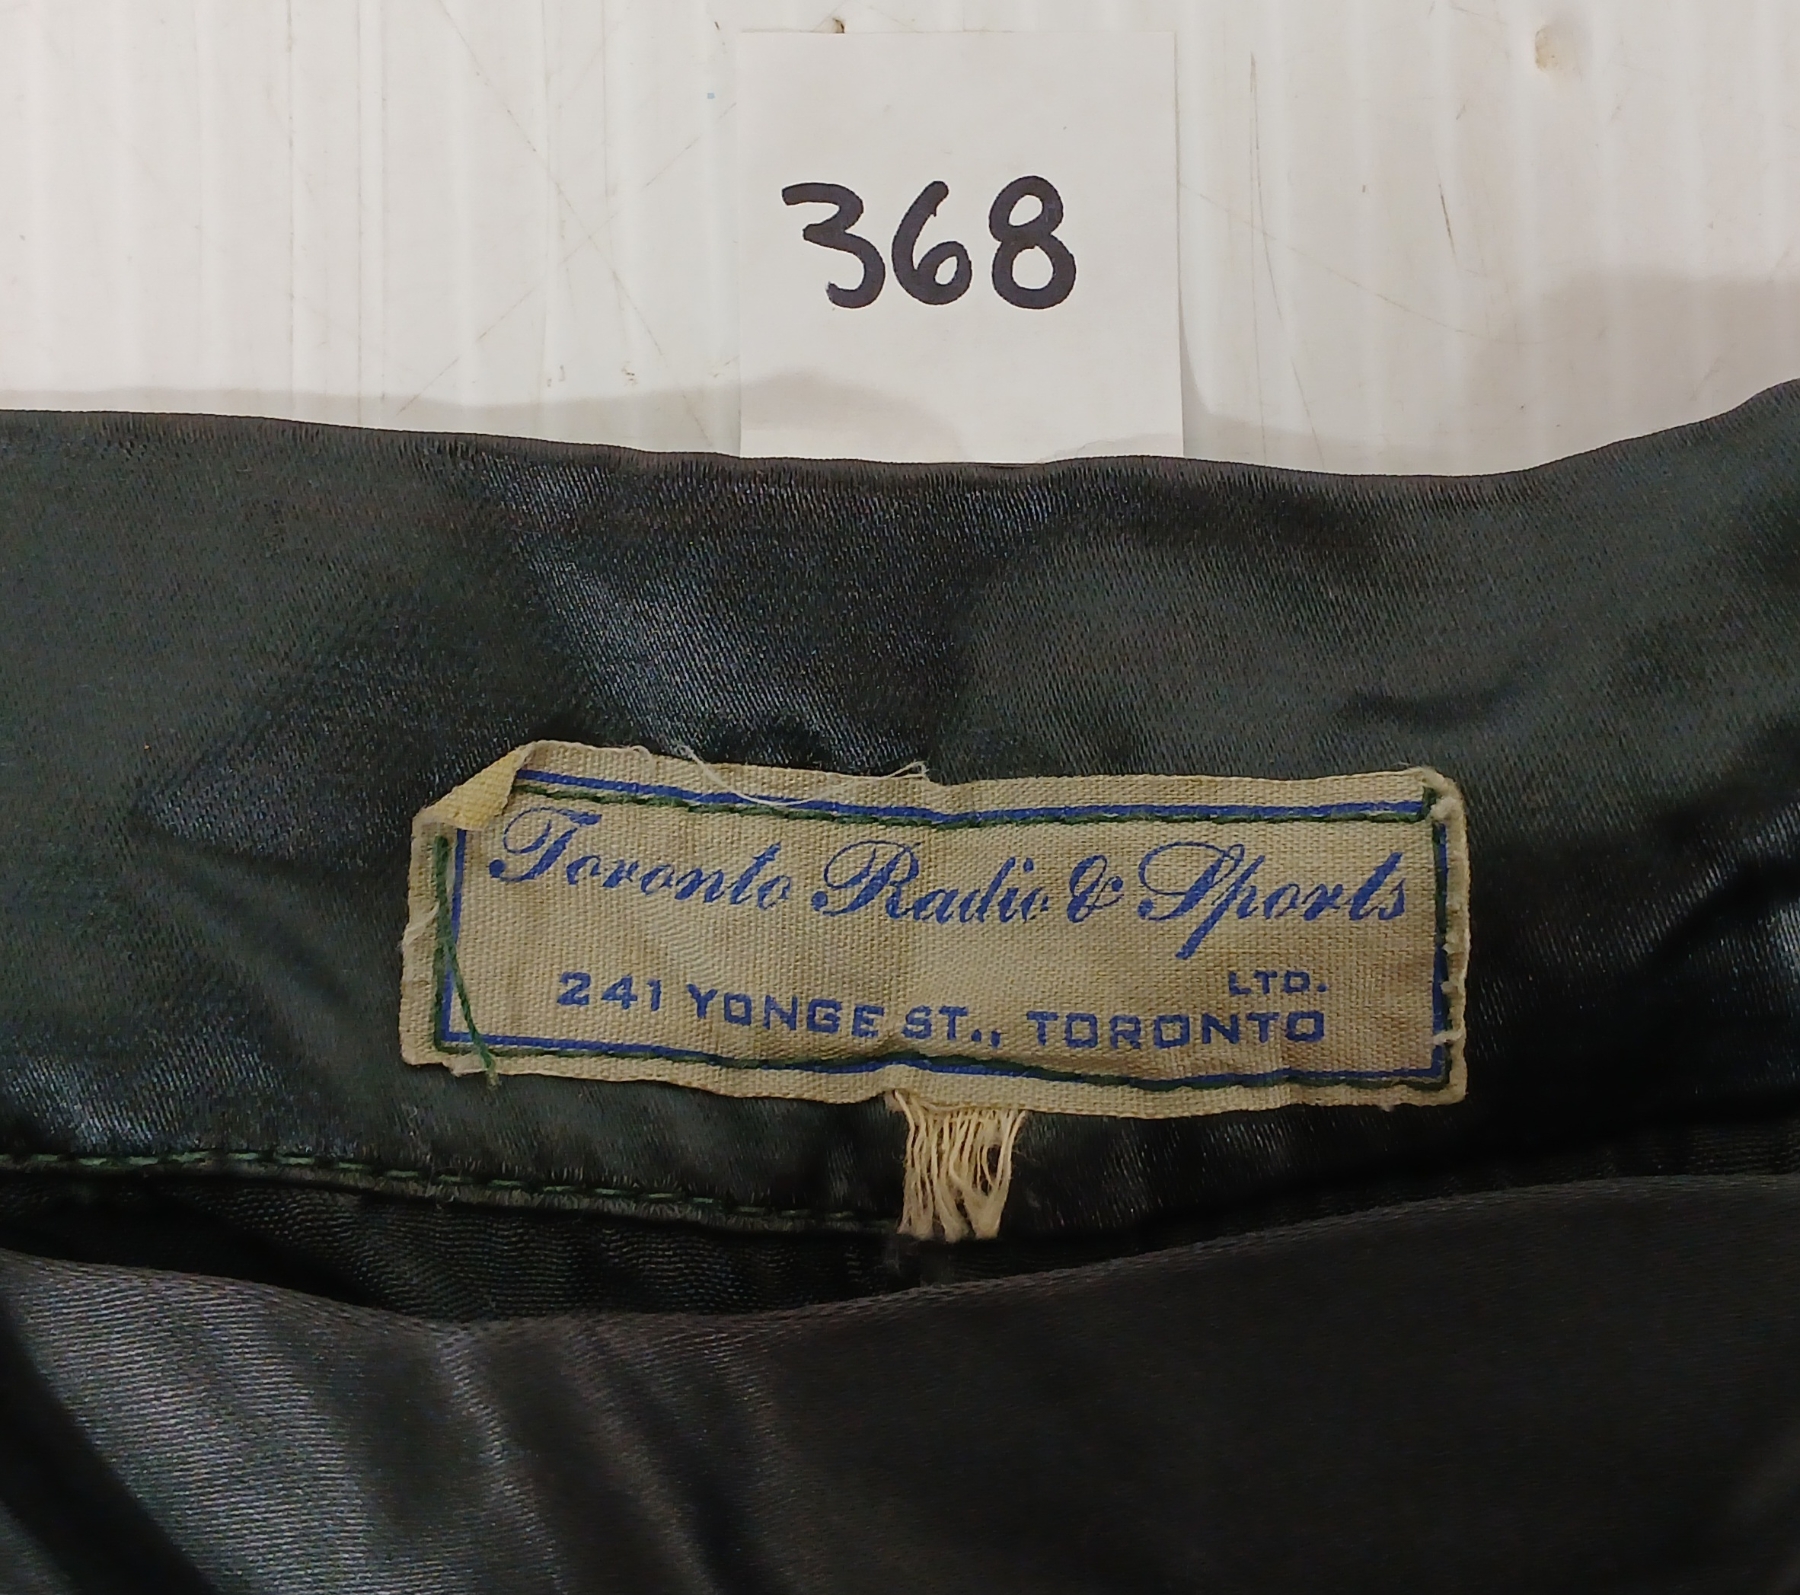 368
Toronto Radio & Sports
LTD.
241 YONGE ST., TORONTO